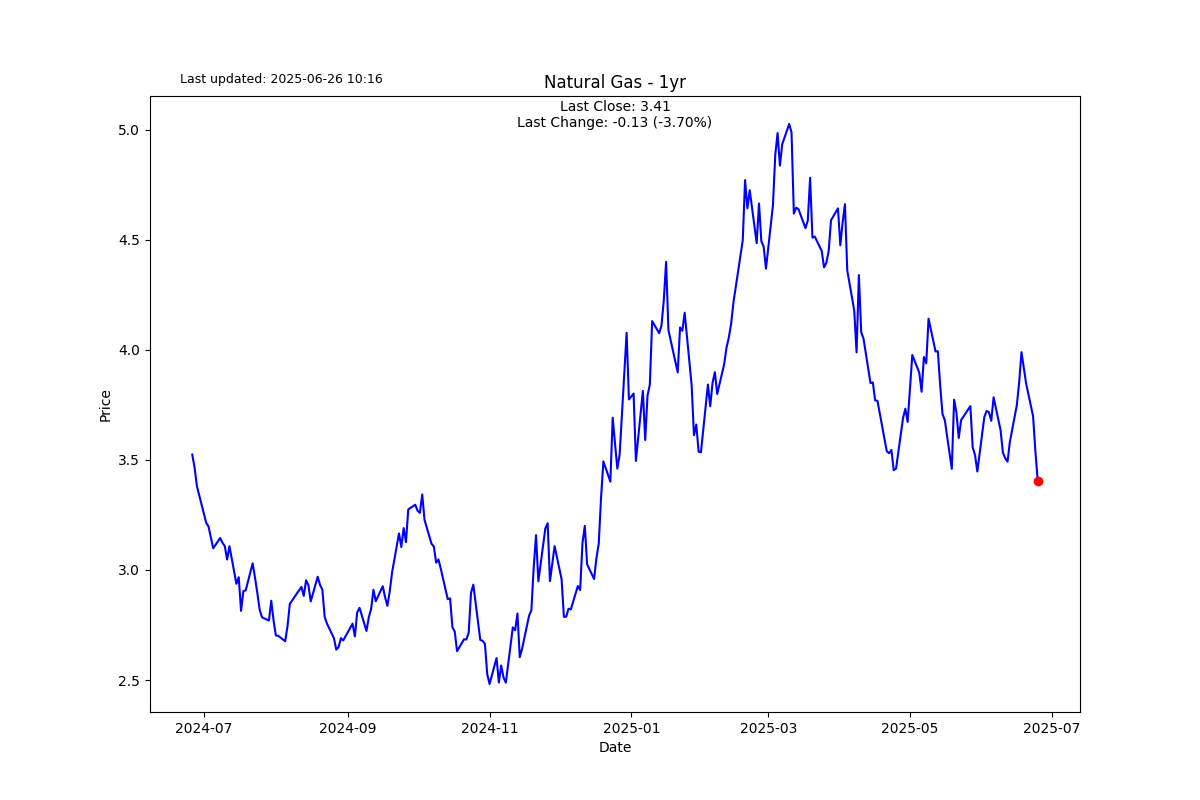 Last updated: 2025-06-26 10:16
Natural Gas - 1yr
Last Close: 3.41
Last Change: -0.13 (-3.70%)
5.0
4.5
4.0
3.5
3.0
2.5
Price
2024-07
2024-09
2024-11
2025-01
2025-03
2025-05
2025-07
Date